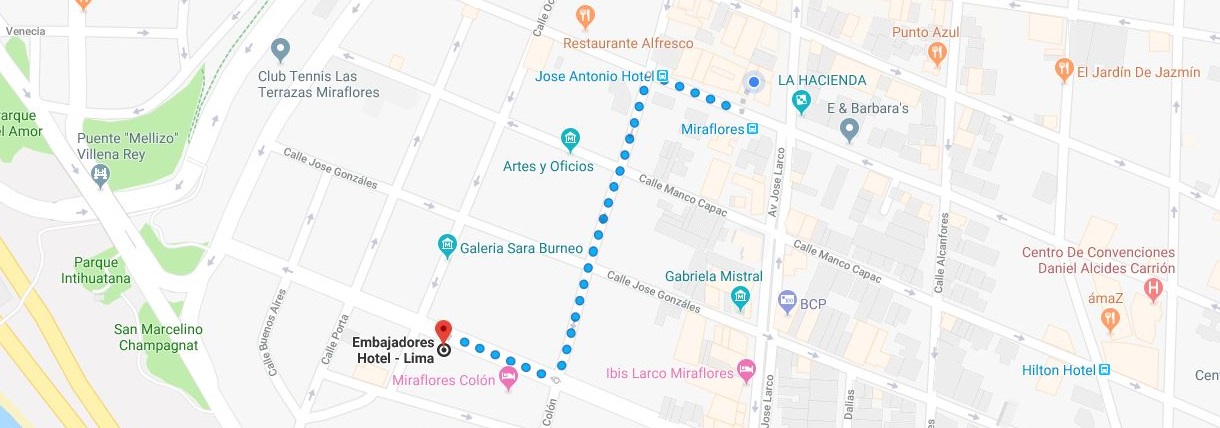 Venecia
Calle Oc
Restaurante Alfresco
Punto Azul
Club Tennis Las
Terrazas Miraflores
Jose Antonio Hotel
LA HACIENDA
El Jardín De Jazmín
E & Barbara's
Parque
el Amor
Puente "Mellizo"
Villena Rey
Miraflores
Calle Jose Gonzáles
Artes y Oficios
Calle Manco Capac
Av Jose Larco
Calle Alcanfores
Galeria Sara Burneo
Calle Manco Capac
Centro De Convenciones
Daniel Alcides Carrión
Parque
Intihuatana
Calle Jose Gonzáles
Gabriela Mistral
BCP
ámaZ
San Marcelino
Champagnat
Calle Buenos Aires
Calle Porta
Embajadores
Hotel - Lima
Miraflores Colón
Ibis Larco Miraflores
Hilton Hotel
Cent
Colón
Jose Larco
Dalias